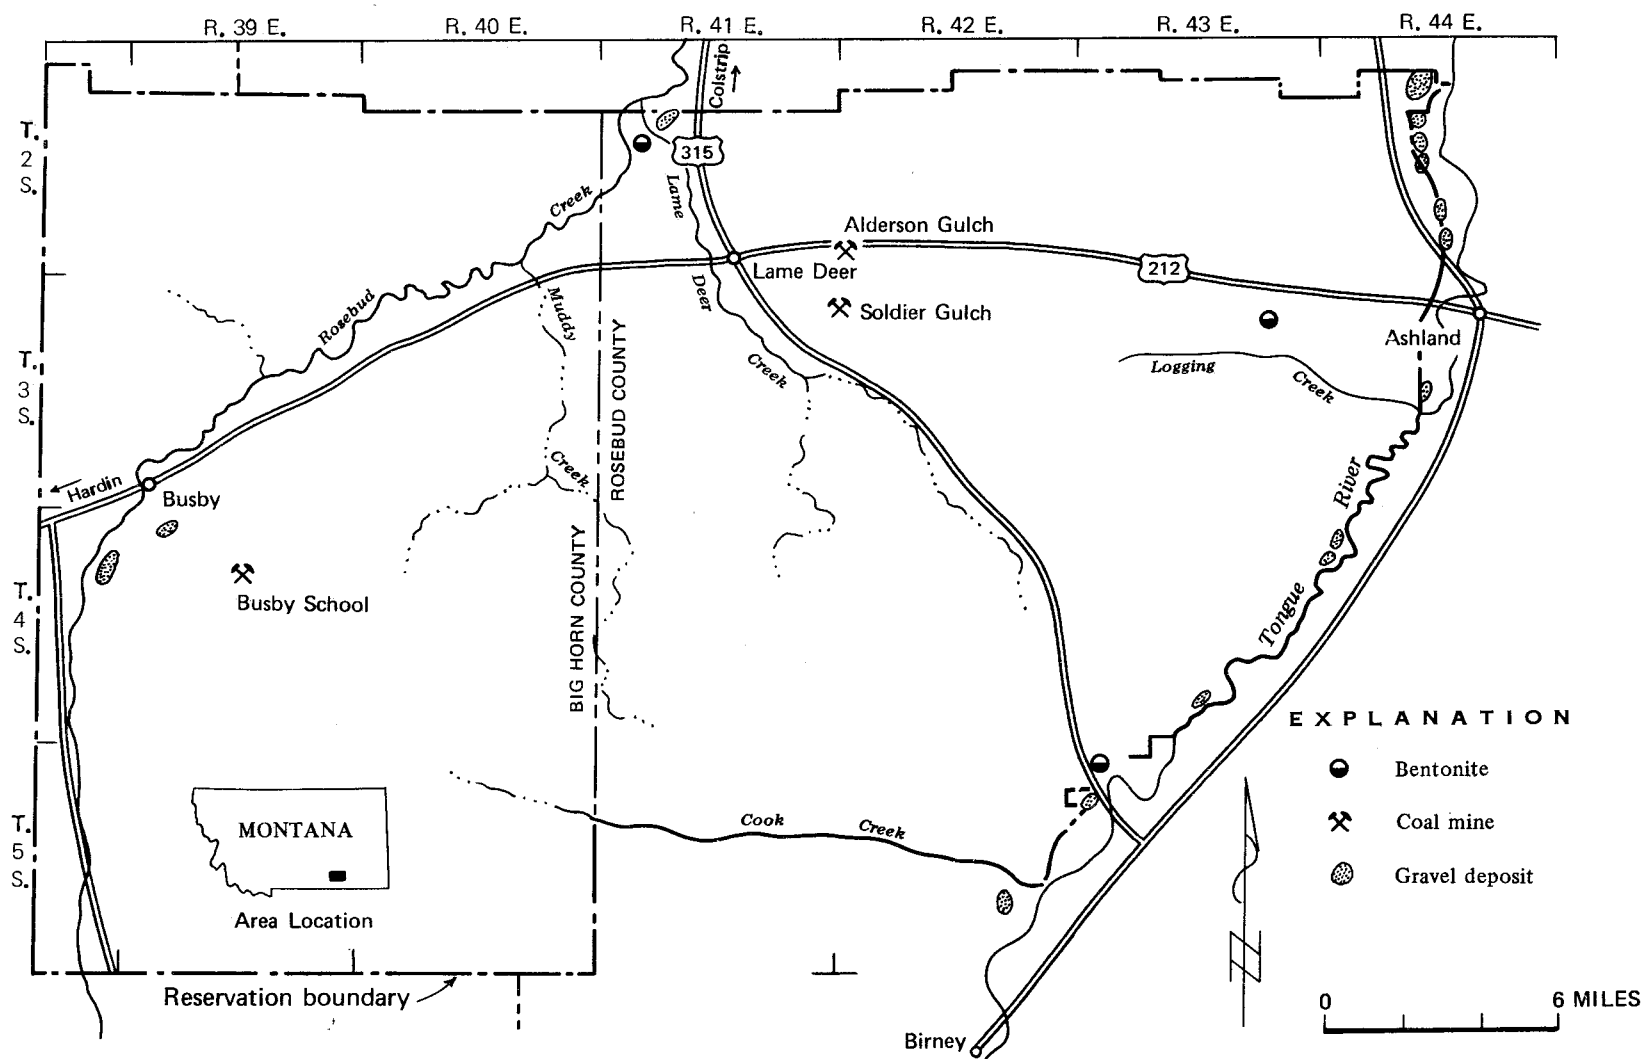 R. 39 E. R. 40 E. R. 41 E. R. 42 E. R. 43 E. R. 44 E.
Colstrip
T.
2
S.
315
Creek
Lame
Alderson Gulch
Lame Deer
212
Deer
Soldier Gulch
Rosebud
Muddy
Ashland
T.
3
S.
Creek
Logging
Creek
ROSEBUD COUNTY
Creek
Hardin
Busby
River
BIG HORN COUNTY
T.
4
S.
Busby School
Tongue
EXPLANATION
Bentonite
Coal mine
Gravel deposit
T.
5
S.
MONTANA
Area Location
Cook
Creek
N
Reservation boundary
0 6 MILES
Birney